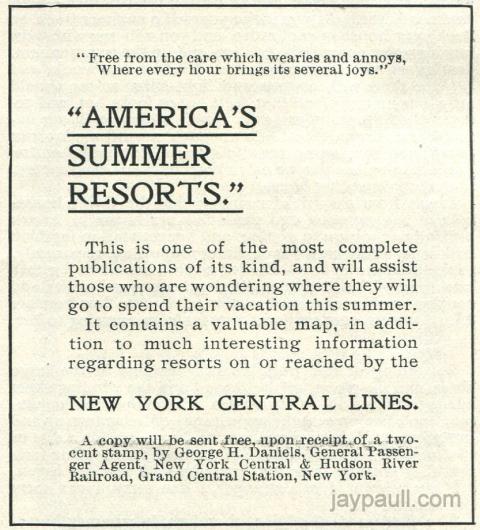 “Free from the care which wearies and annoys,
Where every hour brings its several joys.”
“AMERICA’S
SUMMER
RESORTS.”
This is one of the most complete
publications of its kind, and will assist
those who are wondering where they will
go to spend their vacation this summer.
It contains a valuable map, in addi-
tion to much interesting information
regarding resorts on or reached by the
NEW YORK CENTRAL LINES.
A copy will be sent free, upon receipt of a two-
cent stamp, by George H. Daniels, General Passen-
ger Agent, New York Central & Hudson River
Railroad, Grand Central Station, New York.
jaypaull.com